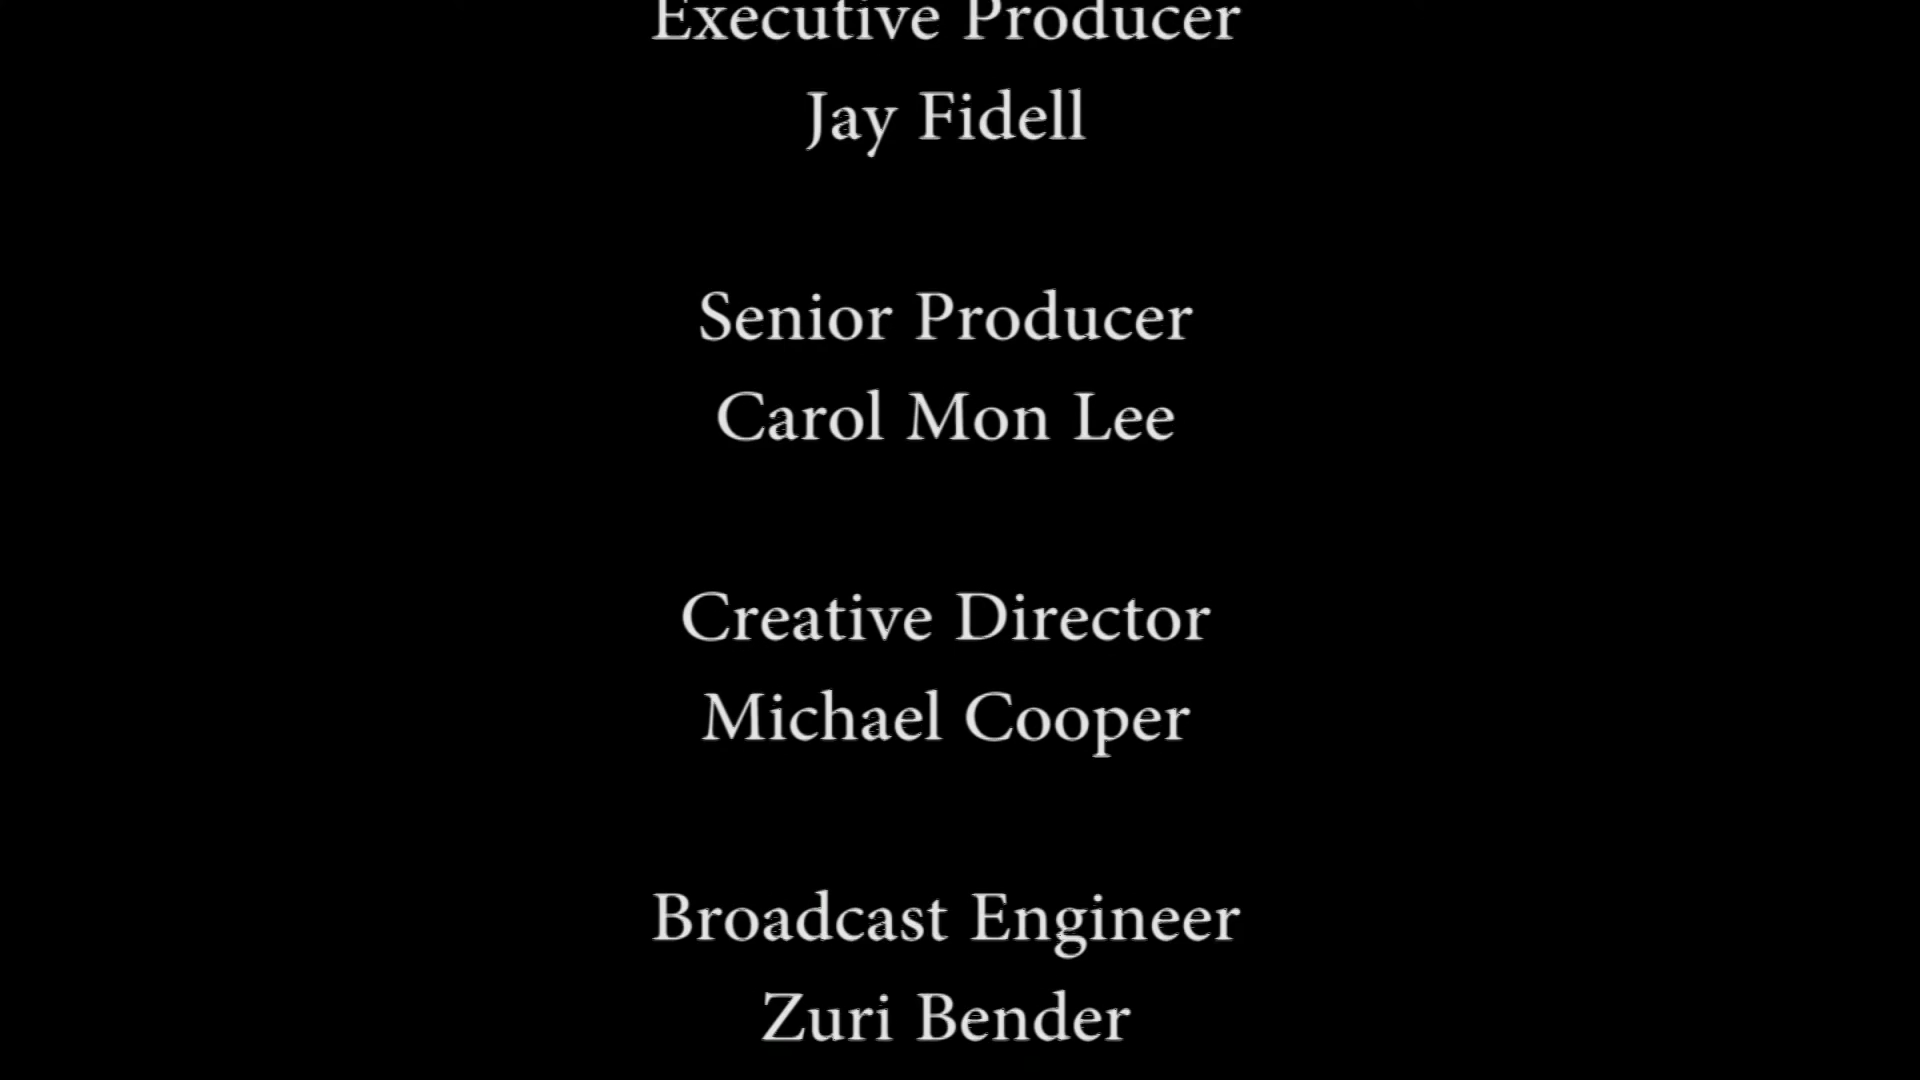 Executive Producer
Jay Fidell
Senior Producer
Carol Mon Lee
Creative Director
Michael Cooper
Broadcast Engineer
Zuri Bender